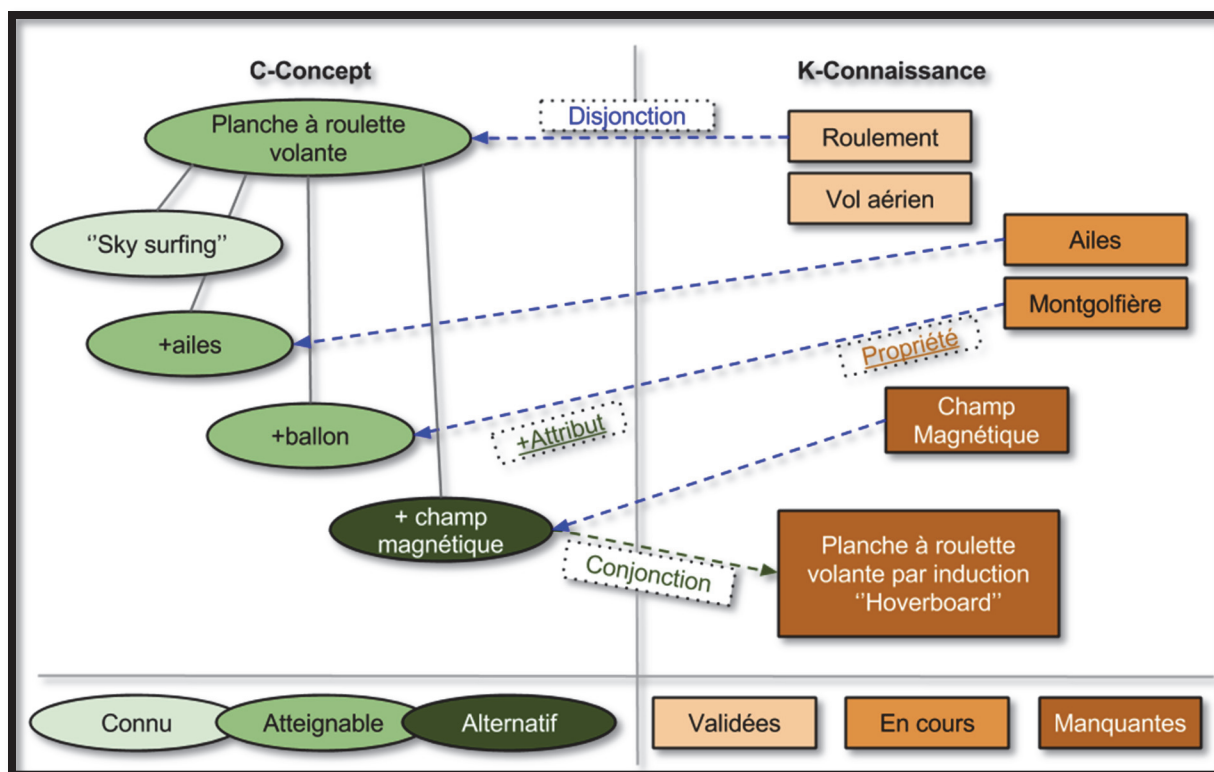 C-Concept
K-Connaissance
Planche à roulette
volante
Disjonction
Roulement
Vol aérien
‘‘Sky surfing’’
Ailes
+ailes
Montgolfière
Propriété
+ballon
+Attribut
Champ
Magnétique
+ champ
magnétique
Conjonction
Planche à roulette
volante par induction
‘‘Hoverboard’’
Connu
Atteignable
Alternatif
Validées
En cours
Manquantes